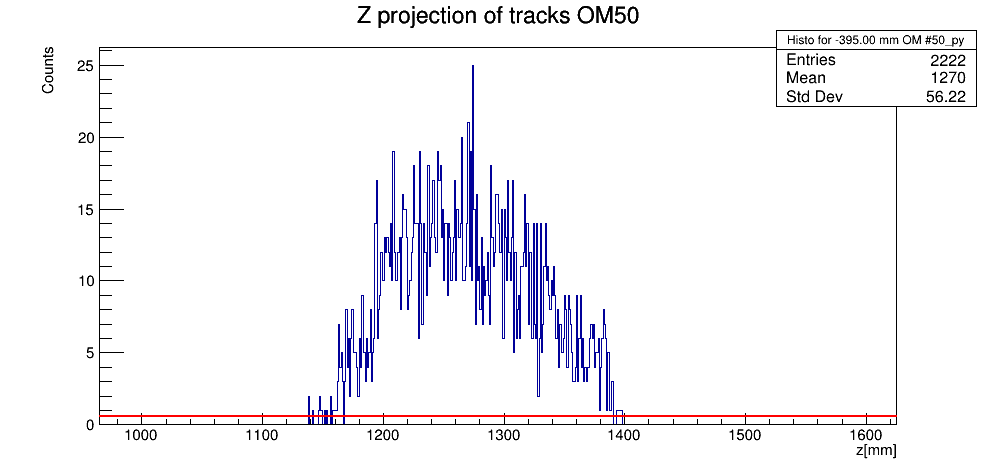 Z projection of tracks OM50
Histo for -395.00 mm OM #50_py
Entries 2222
Mean 1270
Std Dev 56.22
Counts
25
20
15
10
5
0
1000 1100 1200 1300 1400 1500 1600
z[mm]